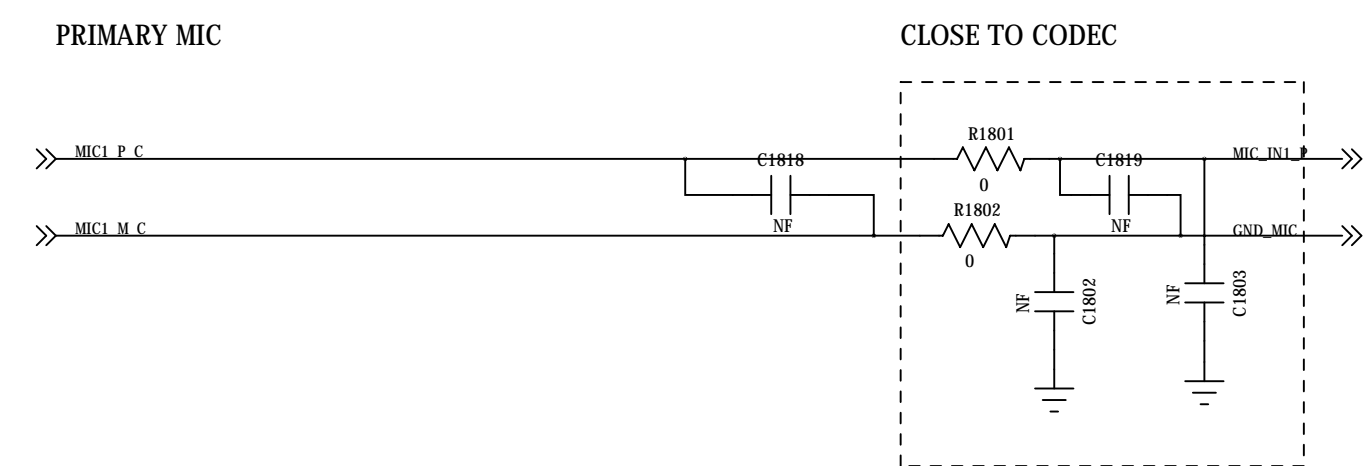 PRIMARY MIC
CLOSE TO CODEC
R1801
MIC1_P_C
C1818
C1819
MIC_IN1_P
0
R1802
MIC1_M_C
NF
NF
GND_MIC
0
NF
C1802
NF
C1803